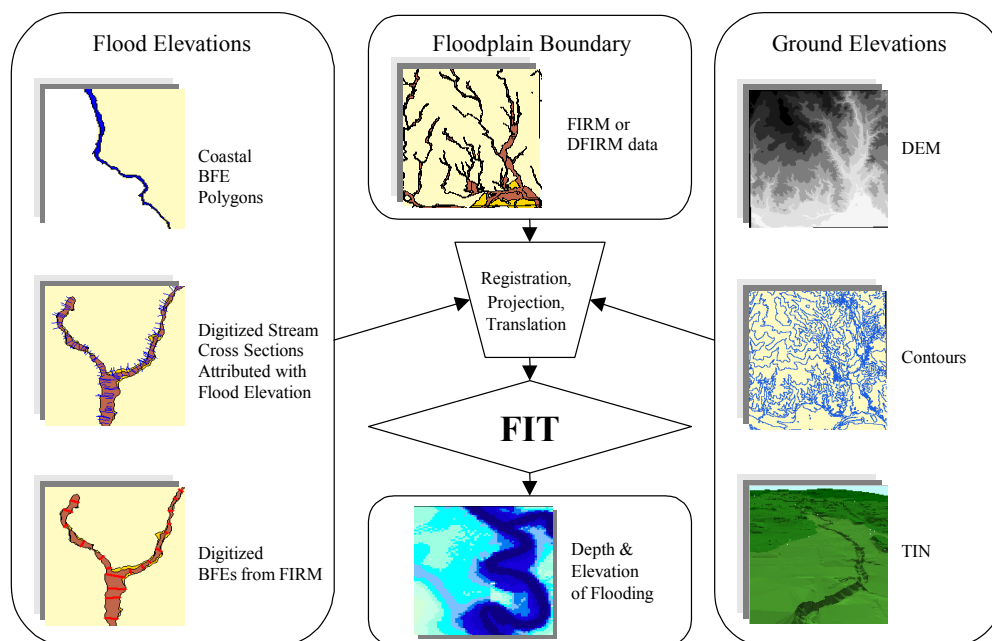 Flood Elevations
Coastal
BFE
Polygons
Digitized Stream
Cross Sections
Attributed with
Flood Elevation
Digitized
BFEs from FIRM
Floodplain Boundary
FIRM or
DFIRM data
Registration,
Projection,
Translation
FIT
Depth &
Elevation
of Flooding
Ground Elevations
DEM
Contours
TIN